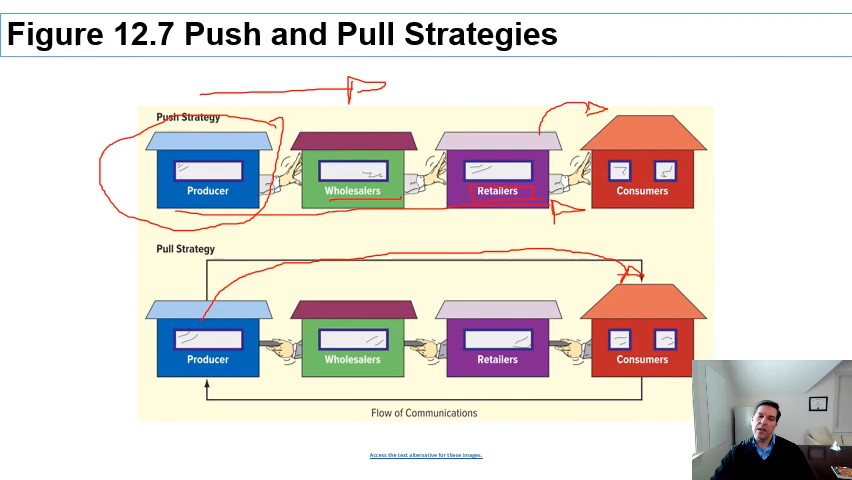 Figure 12.7 Push and Pull Strategies
Push Strategy
Producer
Wholesalers
Retailers
Consumers
Pull Strategy
Producer
Wholesalers
Retailers
Consumers
Flow of Communications
Access the text alternative for these images.